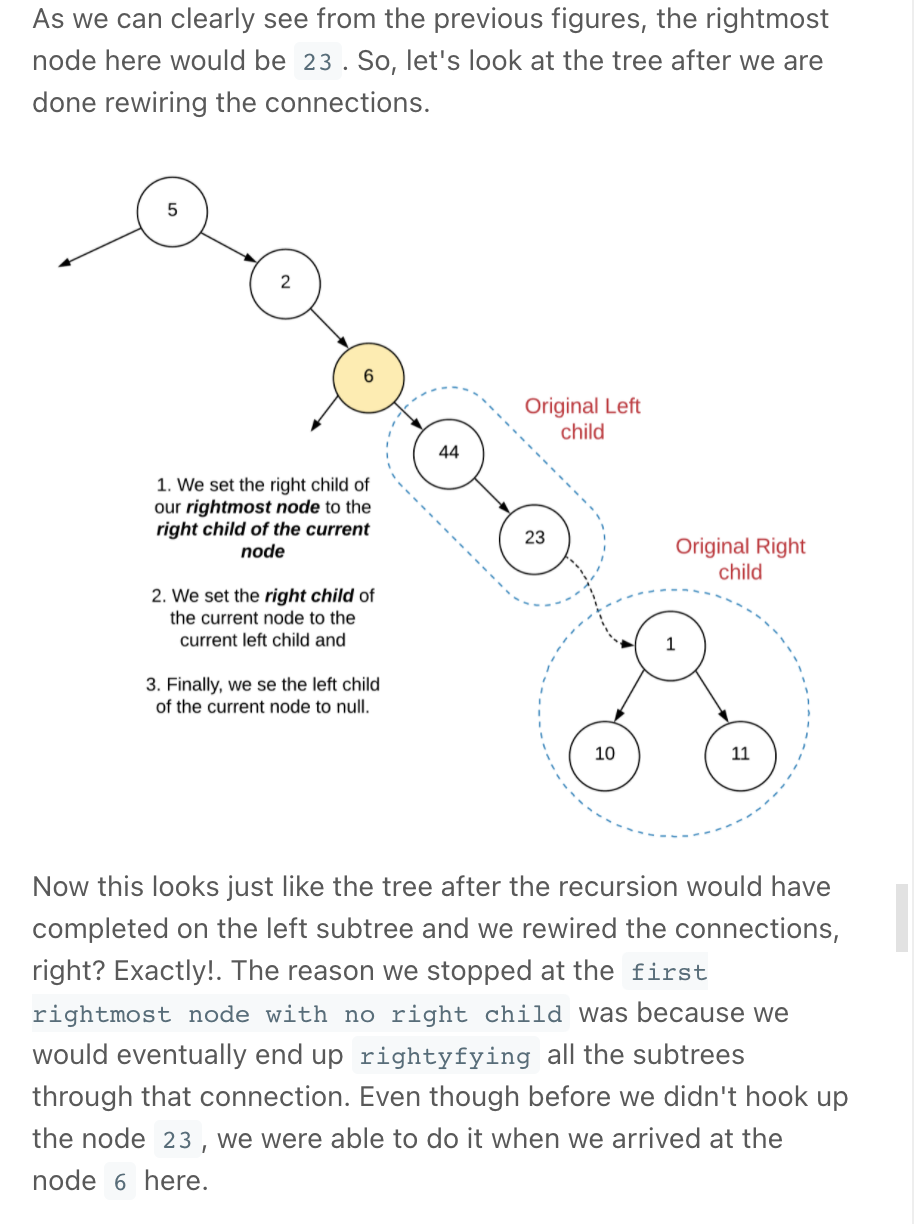 As we can clearly see from the previous figures, the rightmost
node here would be 23 . So, let's look at the tree after we are
done rewiring the connections.
5
2
6
Original Left
child
44
1. We set the right child of
our rightmost node to the
right child of the current
node
23
Original Right
child
2. We set the right child of
the current node to the
current left child and
1
3. Finally, we se the left child
of the current node to null.
10
11
Now this looks just like the tree after the recursion would have
completed on the left subtree and we rewired the connections,
right? Exactly!. The reason we stopped at the first
rightmost node with no right child was because we
would eventually end up rightyfying all the subtrees
through that connection. Even though before we didn't hook up
the node 23 , we were able to do it when we arrived at the
node 6 here.